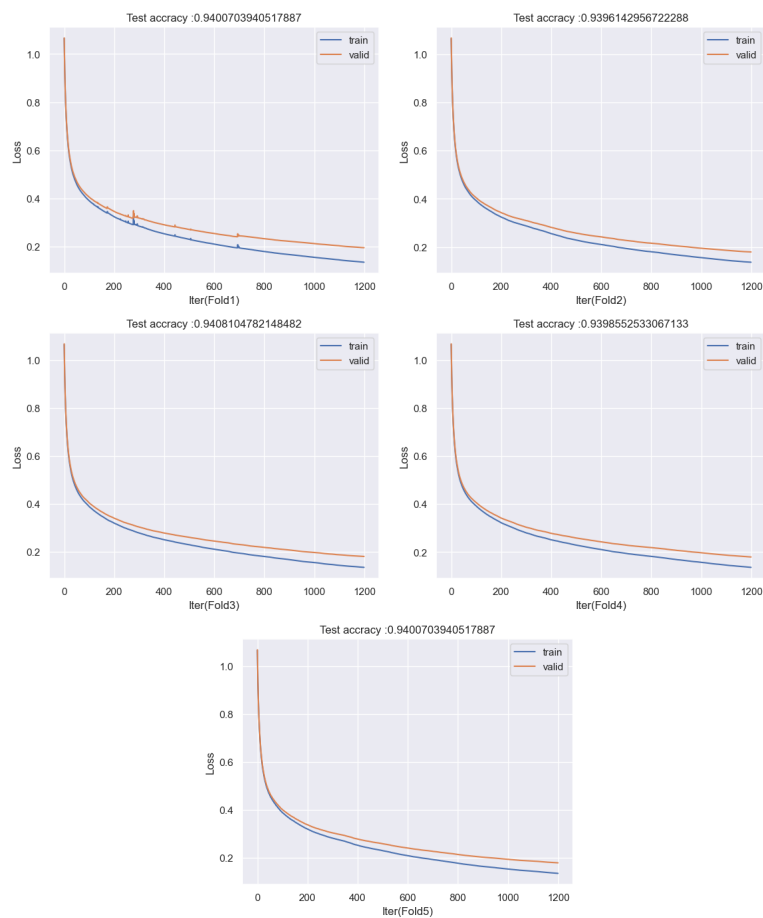 Test accracy :0.9400703940517887
1.0
0.8
0.6
0.4
0.2
Loss
train
valid
0 200 400 600 800 1000 1200
Iter(Fold1)
Test accracy :0.9396142956722288
1.0
0.8
0.6
0.4
0.2
Loss
train
valid
0 200 400 600 800 1000 1200
Iter(Fold2)
Test accracy :0.9408104782148482
1.0
0.8
0.6
0.4
0.2
Loss
train
valid
0 200 400 600 800 1000 1200
Iter(Fold3)
Test accracy :0.9398552533067133
1.0
0.8
0.6
0.4
0.2
Loss
train
valid
0 200 400 600 800 1000 1200
Iter(Fold4)
Test accracy :0.9400703940517887
1.0
0.8
0.6
0.4
0.2
Loss
train
valid
0 200 400 600 800 1000 1200
Iter(Fold5)